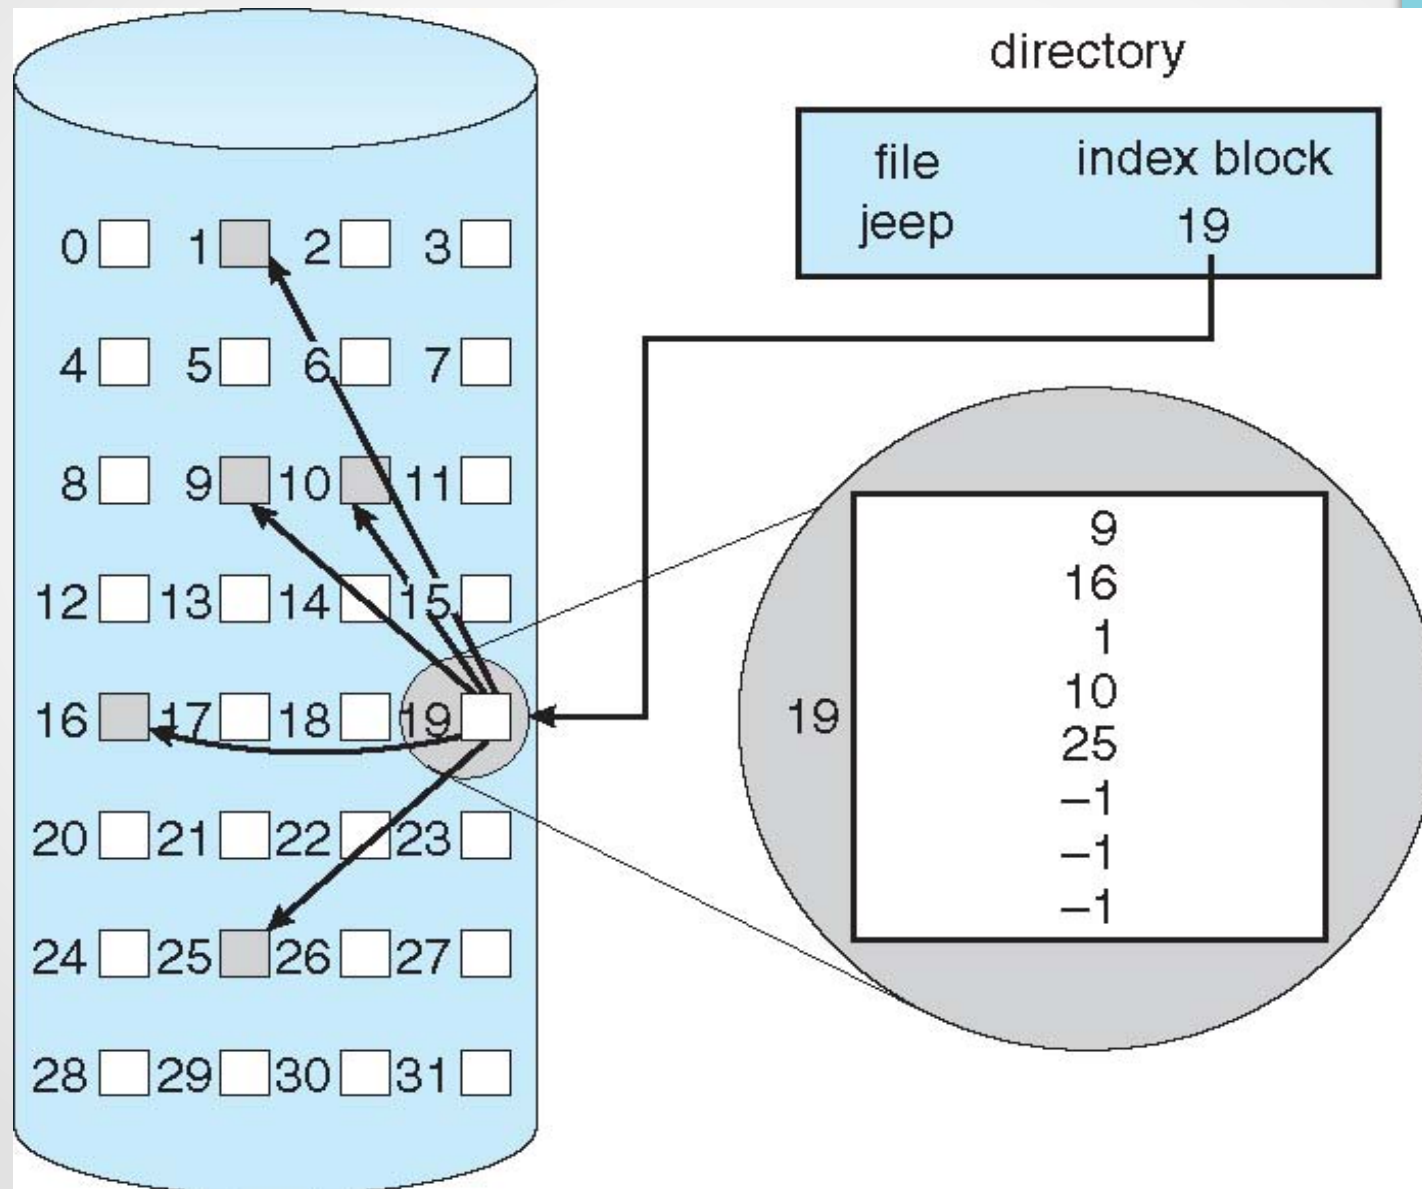 directory
file index block
jeep 19
0 1 2 3
4 5 6 7
8 9 10 11
12 13 14 15
16 17 18 19
20 21 22 23
24 25 26 27
28 29 30 31
19
9
16
1
10
25
–1
–1
–1